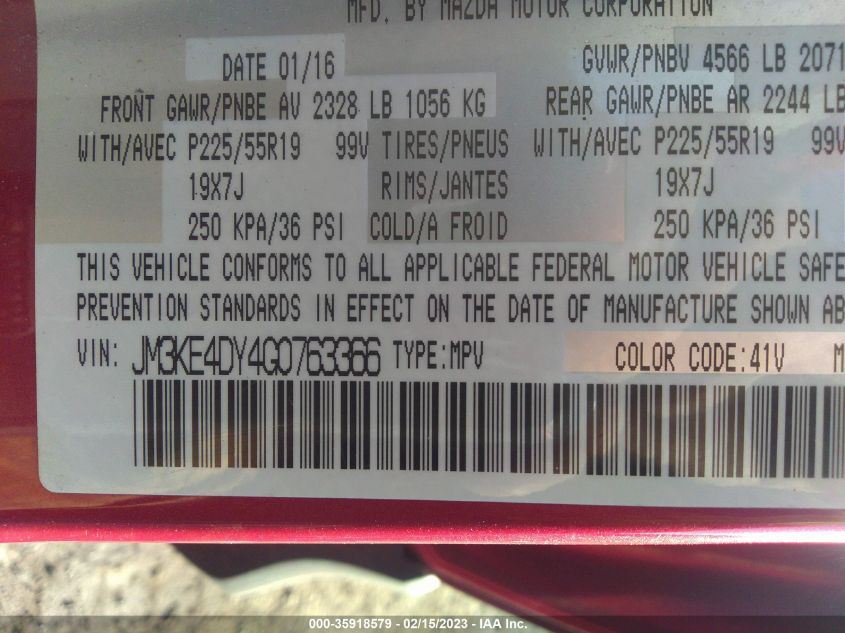 MFD. BY MAZDA MOTOR CORPORATION
DATE 01/16 GVWR/PNBV 4566 LB 2071
FRONT GAWR/PNBE AV 2328 LB 1056 KG REAR GAWR/PNBE AR 2244 LB
WITH/AVEC P225/55R19 99V TIRES/PNEUS WITH/AVEC P225/55R19 99V
19X7J RIMS/JANTES 19X7J
250 KPA/36 PSI COLD/A FROID 250 KPA/36 PSI
THIS VEHICLE CONFORMS TO ALL APPLICABLE FEDERAL MOTOR VEHICLE SAFE
PREVENTION STANDARDS IN EFFECT ON THE DATE OF MANUFACTURE SHOWN AB
VIN: JM3KE4DY4G0763366 TYPE:MPV COLOR CODE:41V M
000-35918579 - 02/15/2023 - IAA Inc.